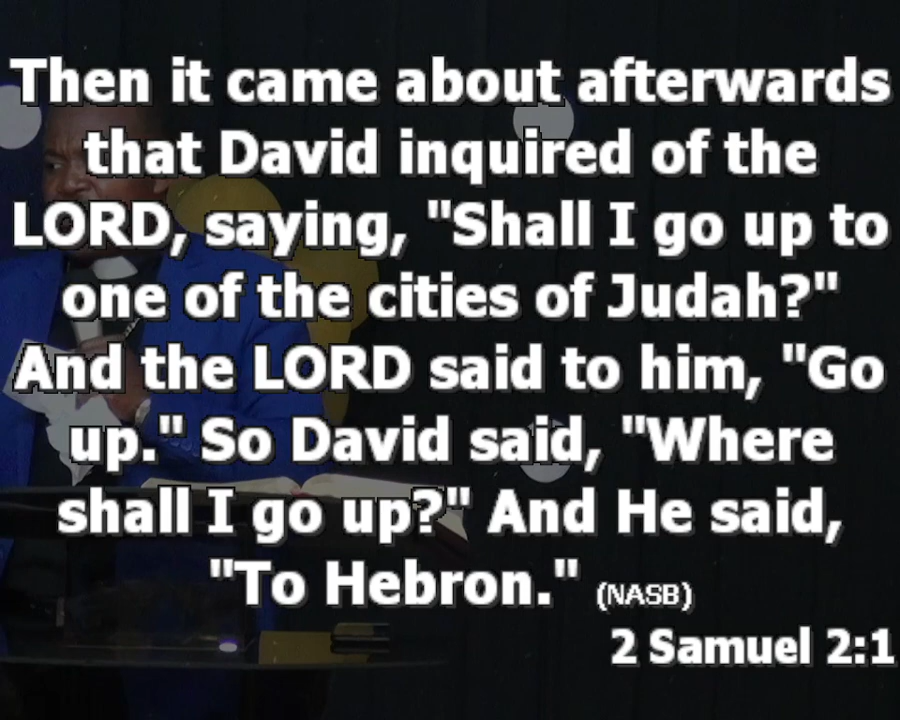 Then it came about afterwards
that David inquired of the
LORD, saying, "Shall I go up to
one of the cities of Judah?"
And the LORD said to him, "Go
up." So David said, "Where
shall I go up?" And He said,
"To Hebron." (NASB)
2 Samuel 2:1